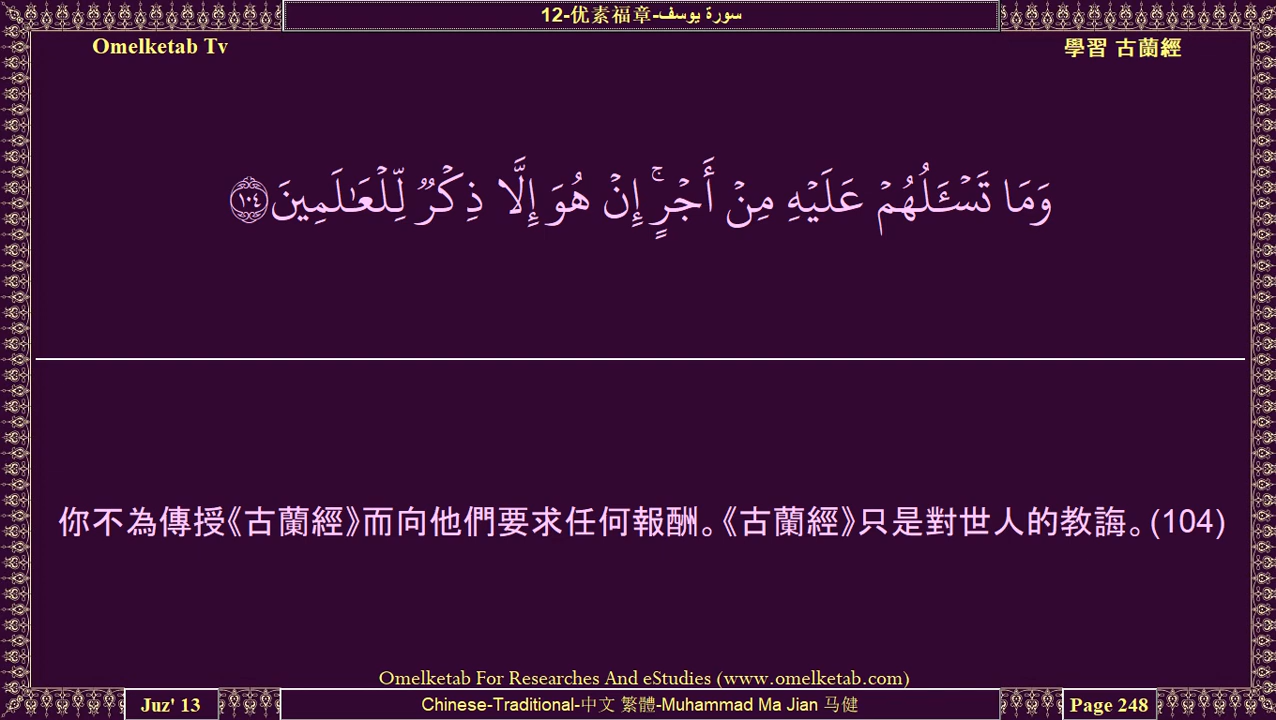 12-优素福章-سورة يوسف
Omelketab Tv
學習 古蘭經
وَمَا تَسْـَٔلُهُمْ عَلَيْهِ مِنْ أَجْرٍ ۚ إِنْ هُوَ إِلَّا ذِكْرٌ لِّلْعَـٰلَمِينَ ١٠٤
你不為傳授《古蘭經》而向他們要求任何報酬。《古蘭經》只是對世人的教誨。(104)
Omelketab For Researches And eStudies (www.omelketab.com)
Juz' 13
Chinese-Traditional-中文 繁體-Muhammad Ma Jian 马健
Page 248